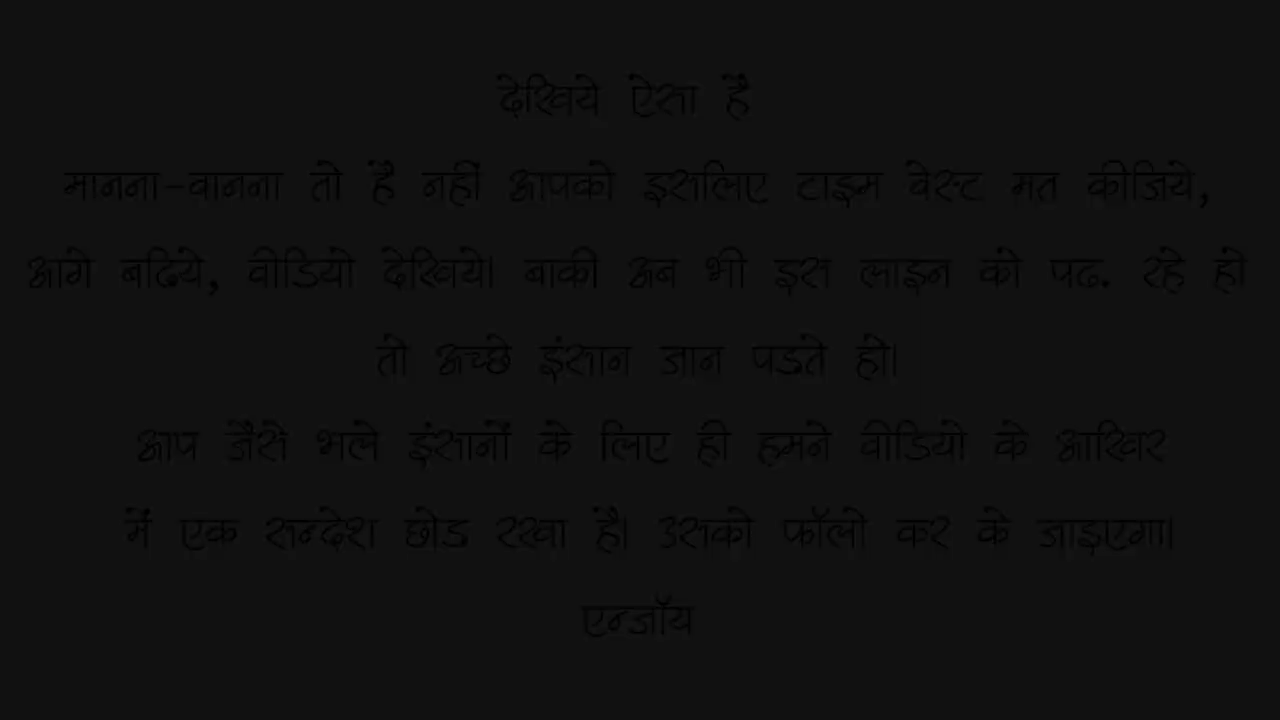 देखिये ऐसा है
मानना-वानना तो है नहीं आपको इसलिए टाइम वेस्ट मत कीजिये,
आगे बढिये, वीडियो देखिये। बाकी अब भी इस लाइन को पढ. रहे हो
तो अच्छे इंसान जान पडते हो।
आप जैसे भले इंसानों के लिए ही हमने वीडियो के आखिर
में एक सन्देश छोड रखा है। उसको फॉलो कर के जाइएगा।
एन्जॉय